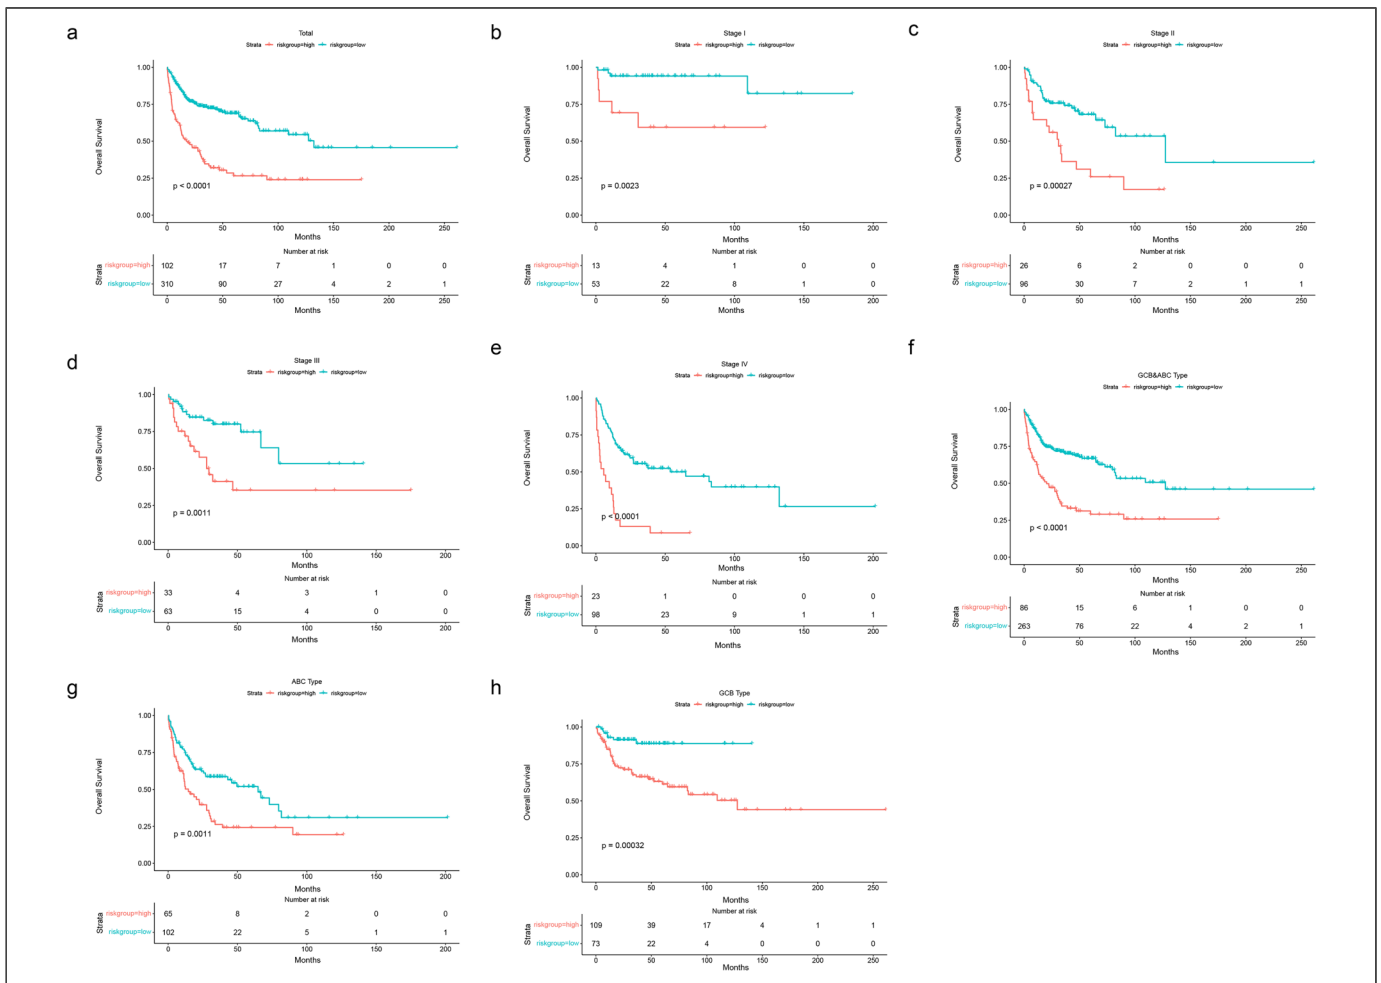 a
Total
Strata riskgroup=high riskgroup=low
Overall Survival
1.00
0.75
0.50
0.25
0.00
p < 0.0001
0 50 100 150 200 250
Months
Number at risk
Strata
riskgroup=high 102 17 7 1 0 0
riskgroup=low 310 90 27 4 2 1
0 50 100 150 200 250
Months
b
Stage I
Strata riskgroup=high riskgroup=low
Overall Survival
1.00
0.75
0.50
0.25
0.00
p = 0.0023
0 50 100 150 200
Months
Number at risk
Strata
riskgroup=high 13 4 1 0 0
riskgroup=low 53 22 8 1 0
0 50 100 150 200
Months
c
Stage II
Strata riskgroup=high riskgroup=low
Overall Survival
1.00
0.75
0.50
0.25
0.00
p = 0.00027
0 50 100 150 200 250
Months
Number at risk
Strata
riskgroup=high 26 6 2 0 0 0
riskgroup=low 96 30 7 2 1 1
0 50 100 150 200 250
Months
d
Stage III
Strata riskgroup=high riskgroup=low
Overall Survival
1.00
0.75
0.50
0.25
0.00
p = 0.0011
0 50 100 150 200
Months
Number at risk
Strata
riskgroup=high 33 4 3 1 0
riskgroup=low 63 15 4 0 0
0 50 100 150 200
Months
e
Stage IV
Strata riskgroup=high riskgroup=low
Overall Survival
1.00
0.75
0.50
0.25
0.00
p < 0.0001
0 50 100 150 200
Months
Number at risk
Strata
riskgroup=high 23 1 0 0 0
riskgroup=low 98 23 9 1 1
0 50 100 150 200
Months
f
GCB&ABC Type
Strata riskgroup=high riskgroup=low
Overall Survival
1.00
0.75
0.50
0.25
0.00
p < 0.0001
0 50 100 150 200 250
Months
Number at risk
Strata
riskgroup=high 86 15 6 1 0 0
riskgroup=low 263 76 22 4 2 1
0 50 100 150 200 250
Months
g
ABC Type
Strata riskgroup=high riskgroup=low
Overall Survival
1.00
0.75
0.50
0.25
0.00
p = 0.0011
0 50 100 150 200
Months
Number at risk
Strata
riskgroup=high 65 8 2 0 0
riskgroup=low 102 22 5 1 1
0 50 100 150 200
Months
h
GCB Type
Strata riskgroup=high riskgroup=low
Overall Survival
1.00
0.75
0.50
0.25
0.00
p = 0.00032
0 50 100 150 200 250
Months
Number at risk
Strata
riskgroup=high 109 39 17 4 1 1
riskgroup=low 73 22 4 0 0 0
0 50 100 150 200 250
Months